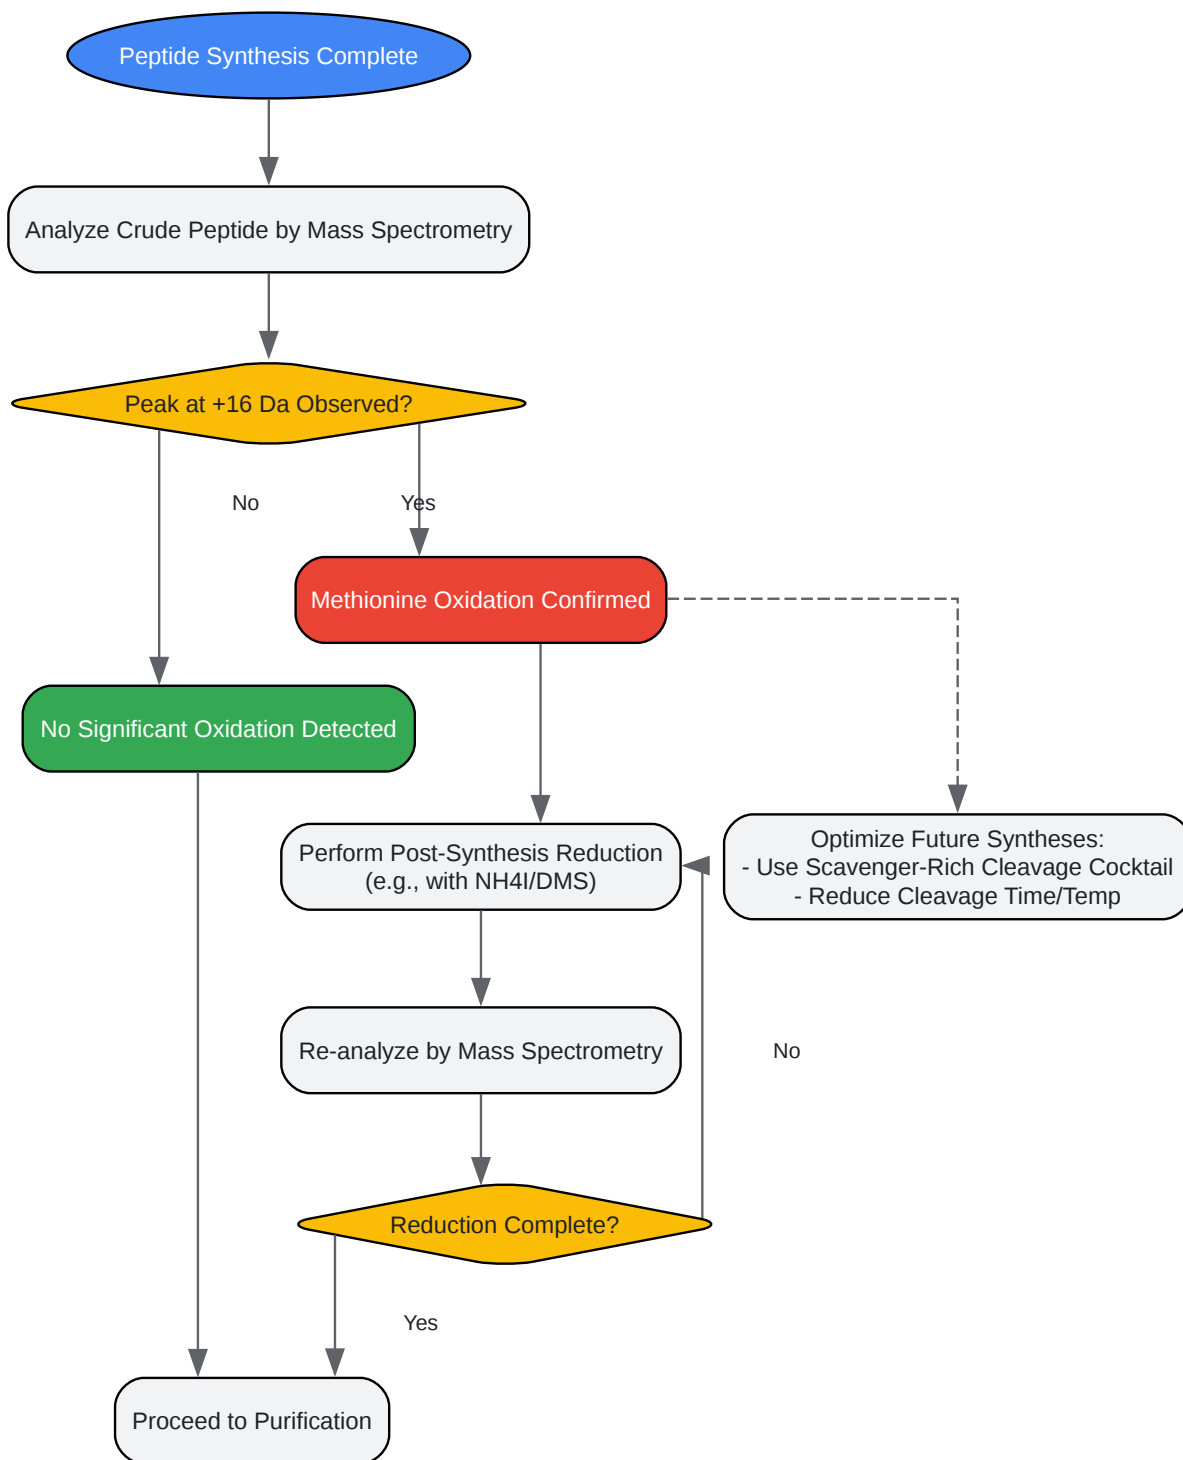 Peptide Synthesis Complete
Analyze Crude Peptide by Mass Spectrometry
Peak at +16 Da Observed?
No
Yes
Methionine Oxidation Confirmed
No Significant Oxidation Detected
Perform Post-Synthesis Reduction
(e.g., with NH4I/DMS)
Optimize Future Syntheses:
- Use Scavenger-Rich Cleavage Cocktail
- Reduce Cleavage Time/Temp
Re-analyze by Mass Spectrometry
No
Reduction Complete?
Yes
Proceed to Purification